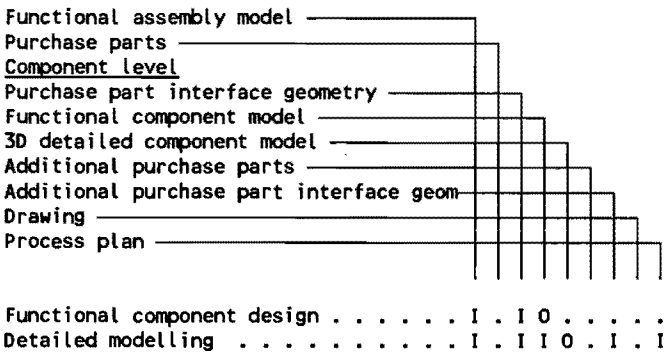 Functional assembly model
Purchase parts
Component level
Purchase part interface geometry
Functional component model
3D detailed component model
Additional purchase parts
Additional purchase part interface geom
Drawing
Process plan
Functional component design . . . . . . I . I O . . . . .
Detailed modelling . . . . . . . . . . I . I I O . I . I